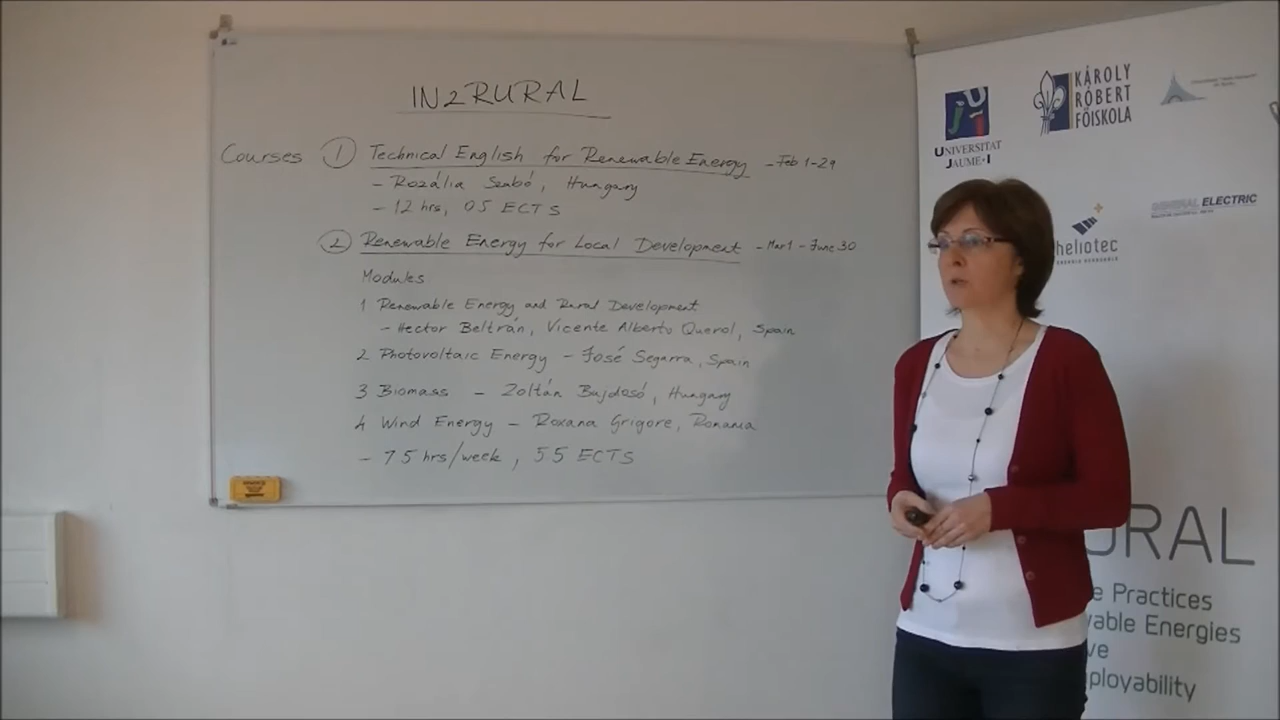 IN2RURAL
Courses ① Technical English for Renewable Energy - Feb 1-29
- Rozália Szabó, Hungary
- 12 hrs, 0.5 ECTS
② Renewable Energy for Local Development - Mar 1 - June 30
Modules
1 Renewable Energy and Rural Development
- Hector Beltrán, Vicente Alberto Querol, Spain
2 Photovoltaic Energy - José Segarra, Spain
3 Biomass - Zoltán Bujdosó, Hungary
4 Wind Energy - Roxana Grigore, Romania
- 7.5 hrs/week, 5.5 ECTS
UNIVERSITAT
JAUME·I
KÁROLY
RÓBERT
FŐISKOLA
GENERAL ELECTRIC
heliotec
URAL
e Practices
vable Energies
ve
ployability